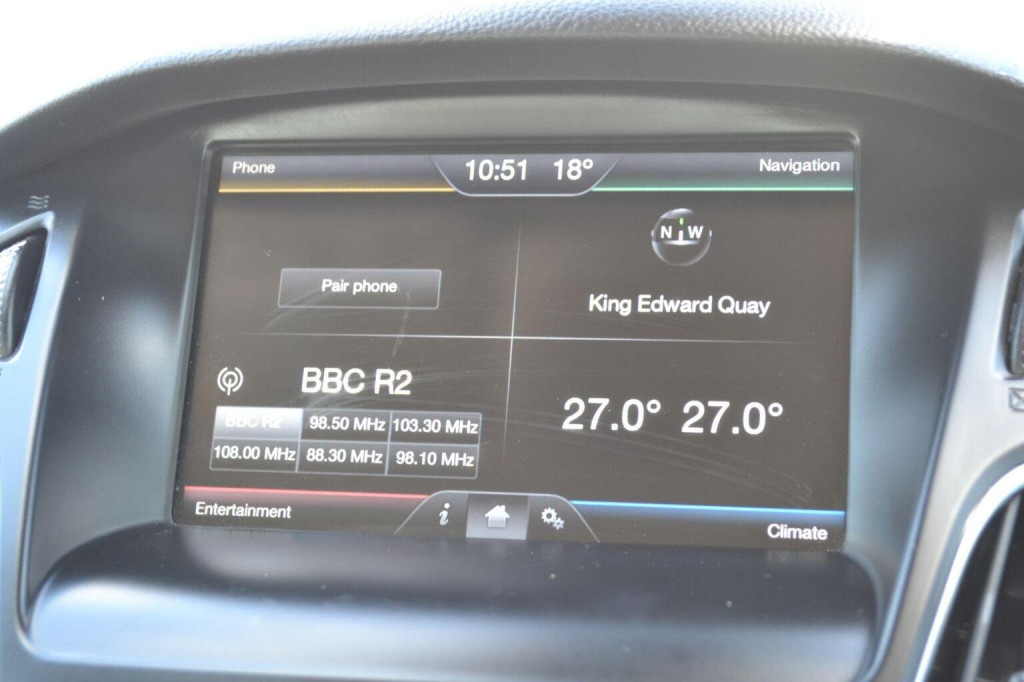 Phone
10:51 18°
Navigation
N W
Pair phone
King Edward Quay
BBC R2
BBC R2 98.50 MHz 103.30 MHz
108.00 MHz 88.30 MHz 98.10 MHz
27.0° 27.0°
Entertainment
i
Climate